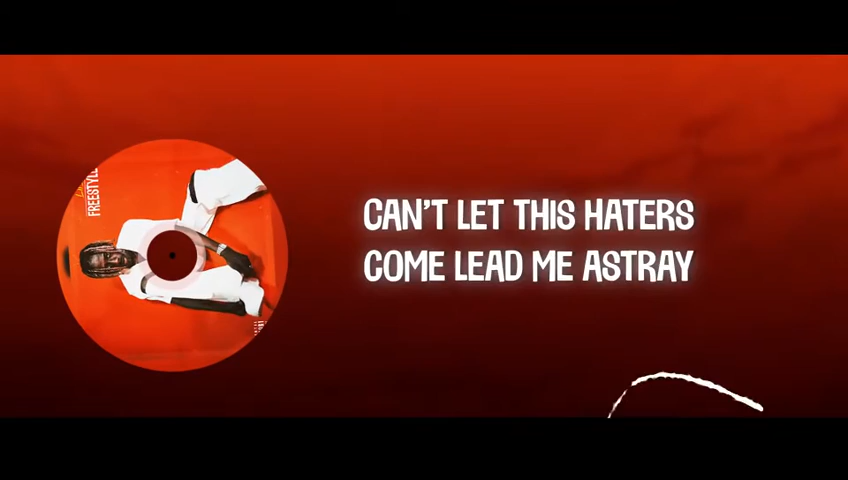 FREESTYLE
CAN'T LET THIS HATERS
COME LEAD ME ASTRAY